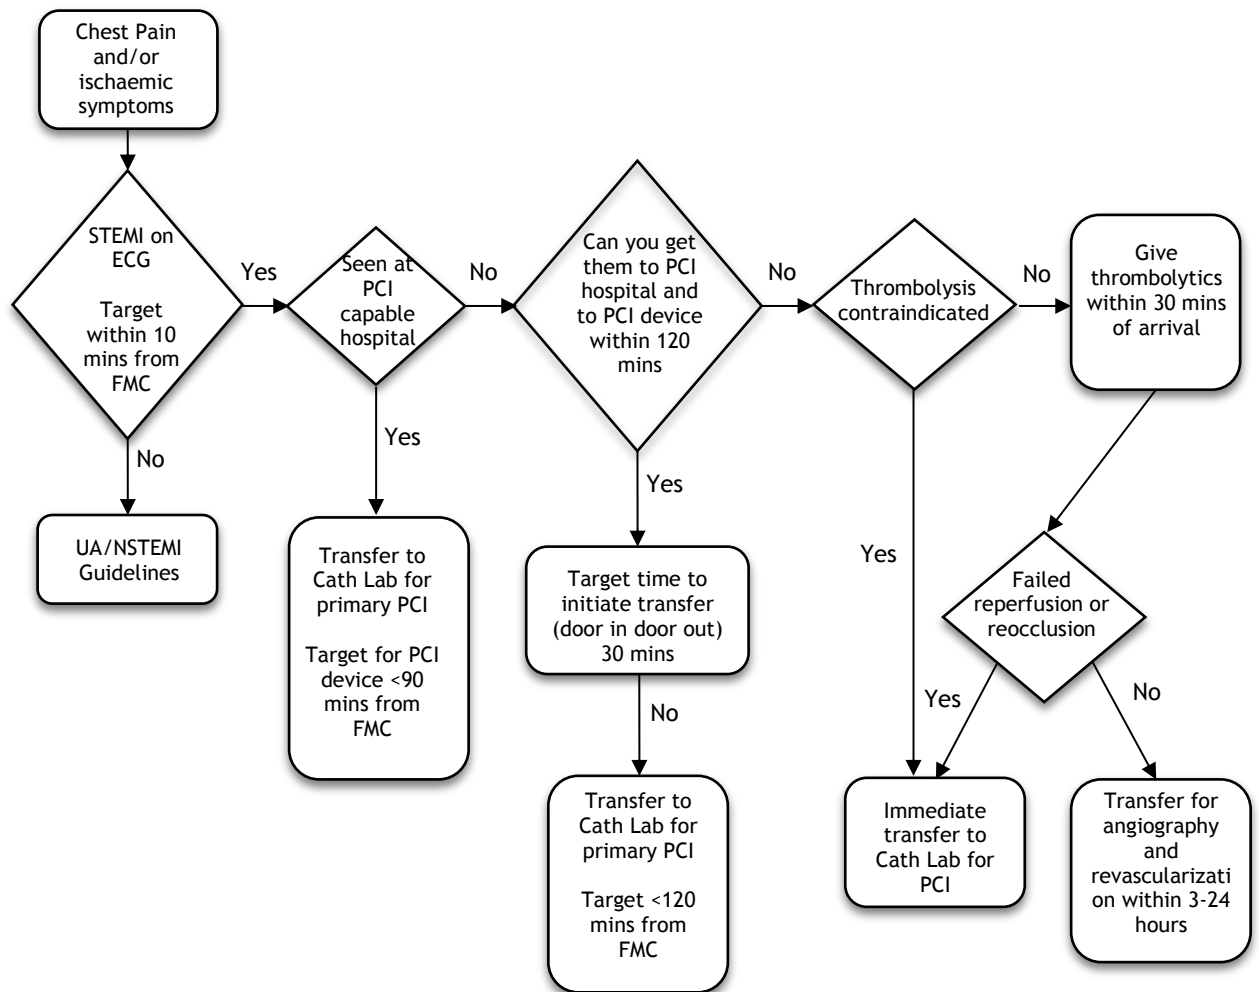 Chest Pain
and/or
ischaemic
symptoms
STEMI on
ECG
Target
within 10
mins from
FMC
Yes
No
UA/NSTEMI
Guidelines
Seen at
PCI
capable
hospital
No
Yes
Transfer to
Cath Lab for
primary PCI
Target for PCI
device <90
mins from
FMC
Can you get
them to PCI
hospital and
to PCI device
within 120
mins
No
Yes
Target time to
initiate transfer
(door in door out)
30 mins
No
Transfer to
Cath Lab for
primary PCI
Target <120
mins from
FMC
Thrombolysis
contraindicated
No
Yes
Give
thrombolytics
within 30 mins
of arrival
Failed
reperfusion or
reocclusion
Yes
No
Immediate
transfer to
Cath Lab for
PCI
Transfer for
angiography
and
revascularizati
on within 3-24
hours